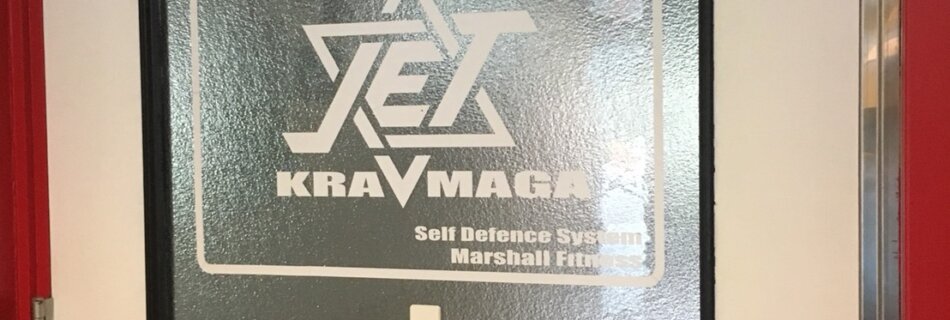 JET
KRAVMAGA
Self Defence System
Marshall Fitness